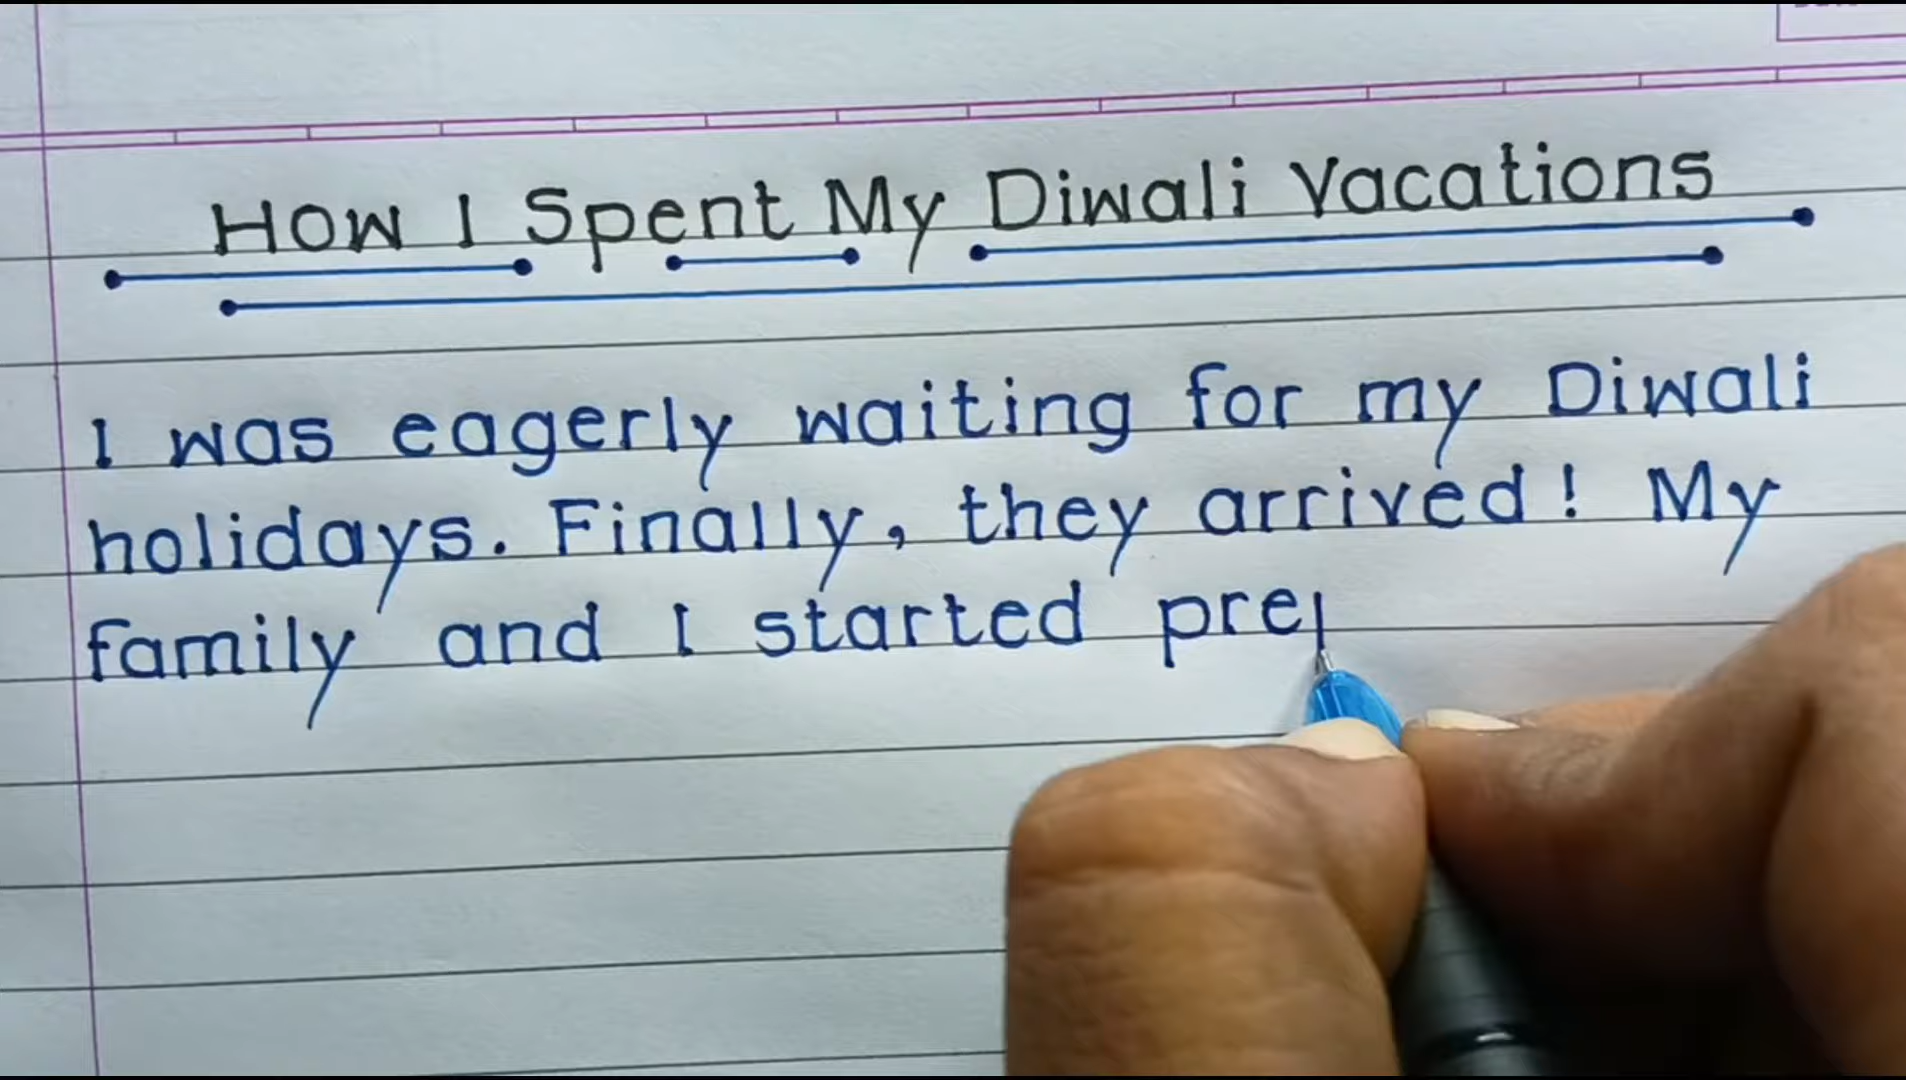 How I Spent My Diwali Vacations
I was eagerly waiting for my Diwali
holidays. Finally, they arrived! My
family and I started pre